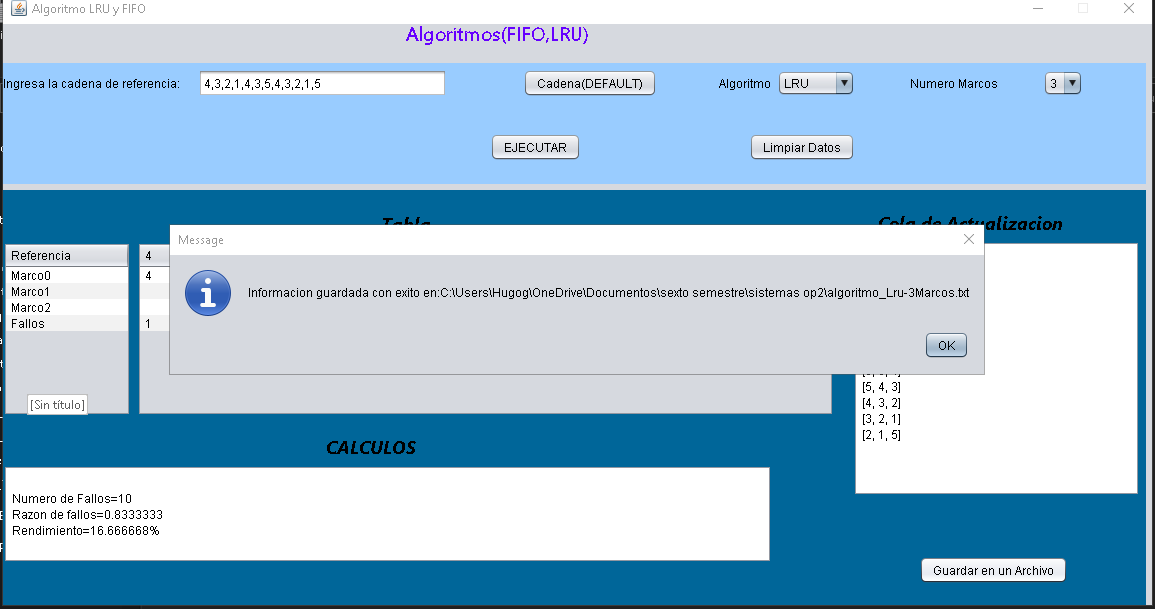 Algoritmo LRU y FIFO
Algoritmos(FIFO,LRU)
Ingresa la cadena de referencia:
4,3,2,1,4,3,5,4,3,2,1,5
Cadena(DEFAULT)
Algoritmo
LRU
Numero Marcos
3
EJECUTAR
Limpiar Datos
Tabla
Cola de Actualizacion
Referencia
4
Marco0
4
Marco1
Marco2
Fallos
1
[Sin título]
Message
Informacion guardada con exito en:C:\Users\Hugog\OneDrive\Documentos\sexto semestre\sistemas op2\algoritmo_Lru-3Marcos.txt
OK
[5, 4, 3]
[4, 3, 2]
[3, 2, 1]
[2, 1, 5]
CALCULOS
Numero de Fallos=10
Razon de fallos=0.8333333
Rendimiento=16.666668%
Guardar en un Archivo